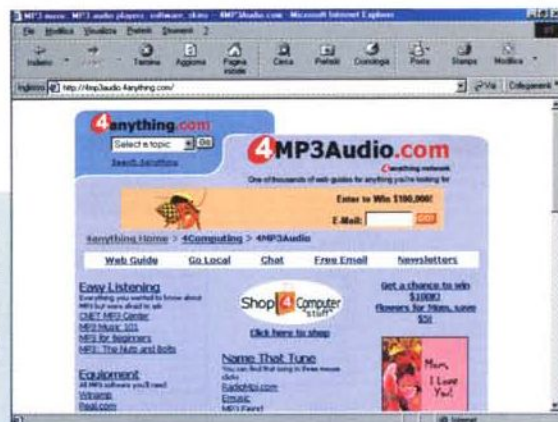 MP3 music, MP3 audio players, software, skins - 4MP3Audio.com - Microsoft Internet Explorer
File Modifica Visualizza Preferiti Strumenti ?
Indietro Termina Aggiorna Pagina iniziale Cerca Preferiti Cronologia Posta Stampa Modifica
Indirizzo http://4mp3audio.4anything.com/ Vai Collegamenti
4anything.com
Select a topic Go
Search 4anything
4MP3Audio.com
4anything network
One of thousands of web guides for anything you're looking for
Enter to Win $100,000!
E-Mail: GO!
4anything Home > 4Computing > 4MP3Audio
Web Guide Go Local Chat Free Email Newsletters
Easy Listening
Everything you wanted to know about
MP3 but were afraid to ask
CNET MP3 Center
MP3 Music 101
MP3 for Beginners
MP3: The Nuts and Bolts
Equipment
All MP3 software you'll need
Winamp
Real.com
Shop 4 Computer "stuff"
Click here to shop
Name That Tune
You can find that song in three mouse
clicks
RadioMoi.com
Emusic
MP3 Found
Get a chance to win
$1000!
flowers for Mom, save
$5!
Mom,
I Love
You!
Internet